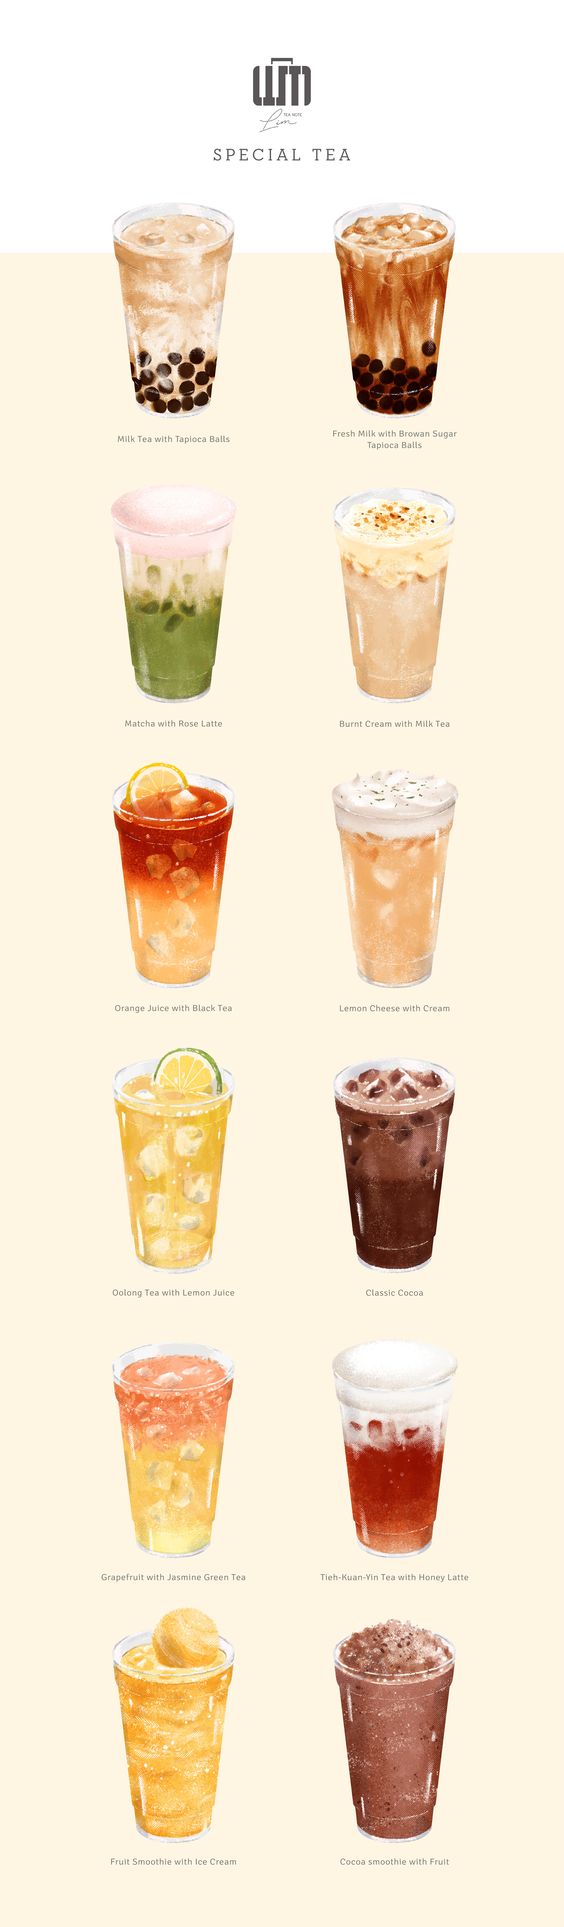 TEA NOTE
Lim
SPECIAL TEA
Milk Tea with Tapioca Balls
Fresh Milk with Browan Sugar
Tapioca Balls
Matcha with Rose Latte
Burnt Cream with Milk Tea
Orange Juice with Black Tea
Lemon Cheese with Cream
Oolong Tea with Lemon Juice
Classic Cocoa
Grapefruit with Jasmine Green Tea
Tieh-Kuan-Yin Tea with Honey Latte
Fruit Smoothie with Ice Cream
Cocoa smoothie with Fruit